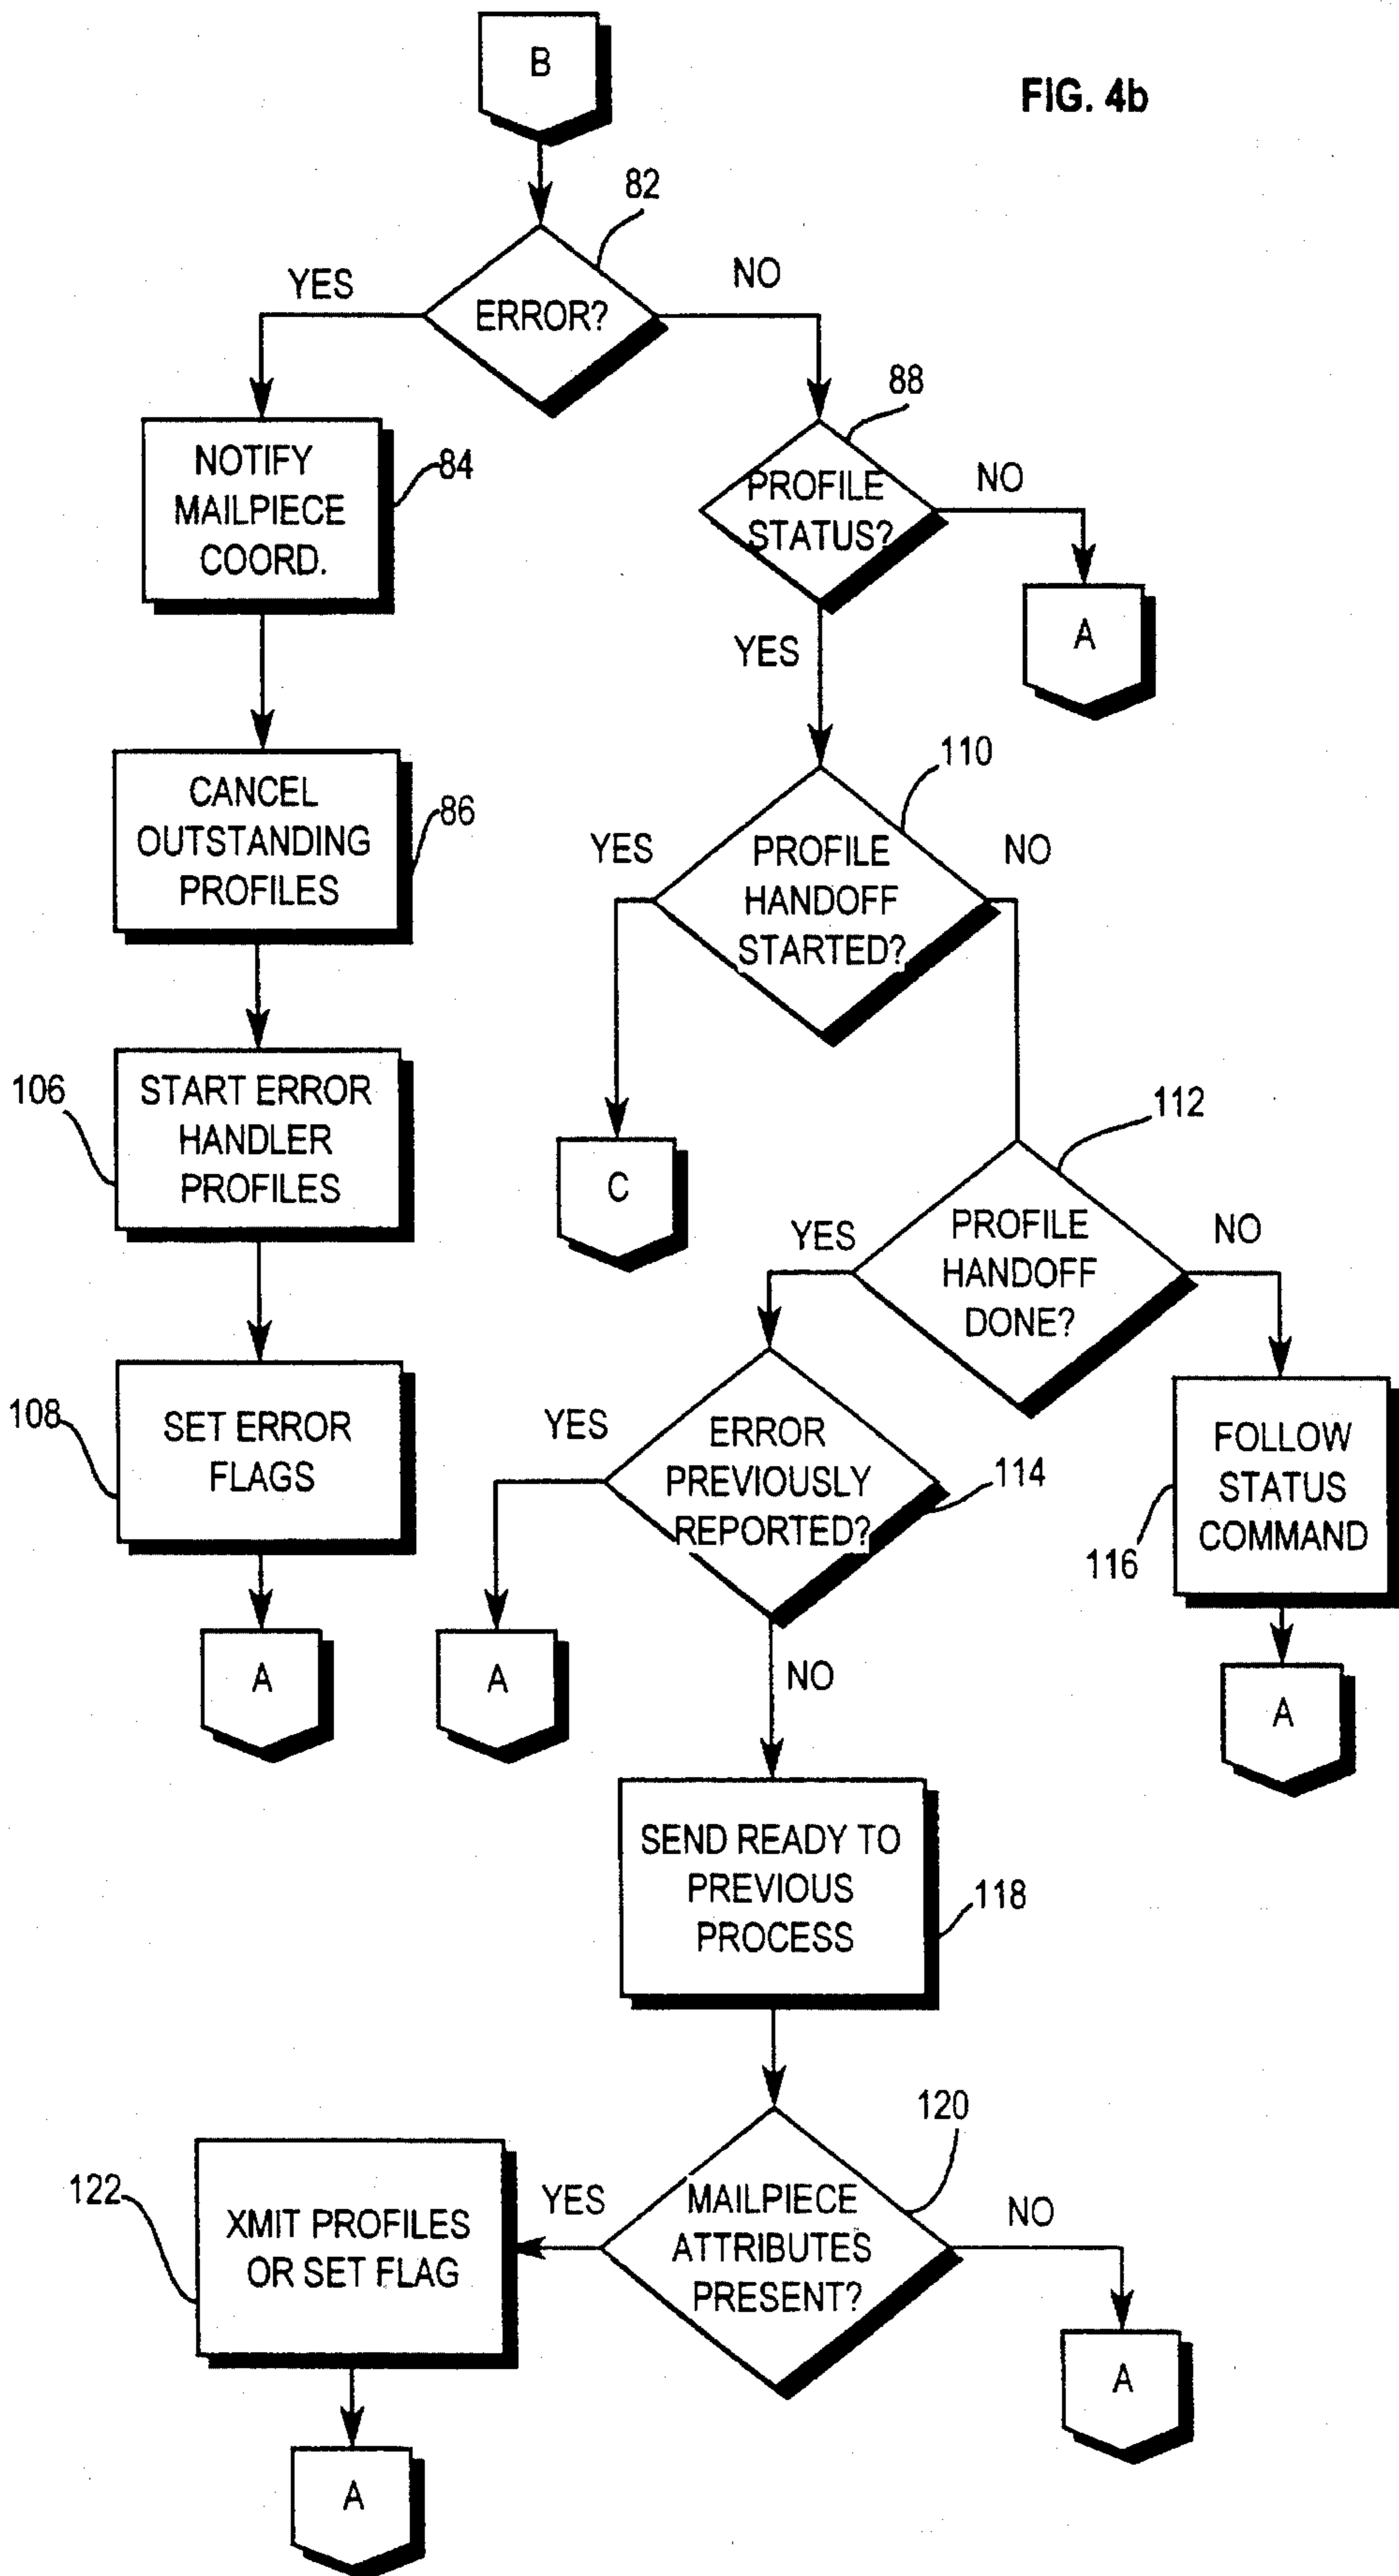 B
FIG. 4b
82
YES
NO
ERROR?
88
NOTIFY
MAILPIECE
COORD.
84
PROFILE
STATUS?
NO
A
YES
CANCEL
OUTSTANDING
PROFILES
86
110
YES
PROFILE
HANDOFF
STARTED?
NO
106
START ERROR
HANDLER
PROFILES
C
112
YES
PROFILE
HANDOFF
DONE?
NO
108
SET ERROR
FLAGS
YES
ERROR
PREVIOUSLY
REPORTED?
114
FOLLOW
STATUS
COMMAND
116
A
A
NO
A
SEND READY TO
PREVIOUS
PROCESS
118
120
122
XMIT PROFILES
OR SET FLAG
YES
MAILPIECE
ATTRIBUTES
PRESENT?
NO
A
A